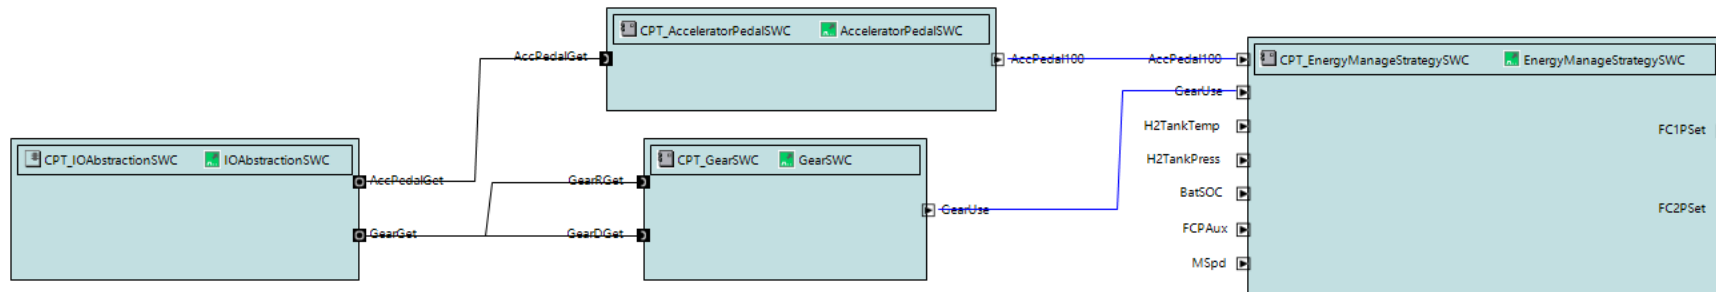 CPT_AcceleratorPedalSWC AcceleratorPedalSWC
AccPedalGet
AccPedal100
AccPedal100
CPT_EnergyManageStrategySWC EnergyManageStrategySWC
GearUse
H2TankTemp
H2TankPress
BatSOC
FCPAux
MSpd
FC1PSet
FC2PSet
CPT_IOAbstractionSWC IOAbstractionSWC
AccPedalGet
GearGet
CPT_GearSWC GearSWC
GearRGet
GearDGet
GearUse